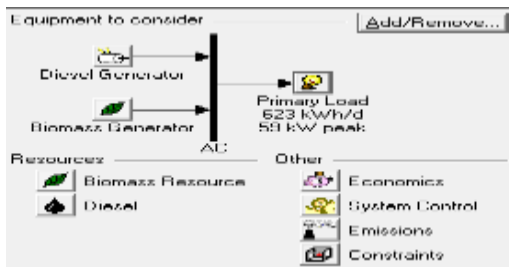 Equipment to consider
Add/Remove...
Diesel Generator
Biomass Generator
Primary Load
623 kWh/d
59 kW peak
AC
Resources
Other
Biomass Resource
Economics
Diesel
System Control
Emissions
Constraints